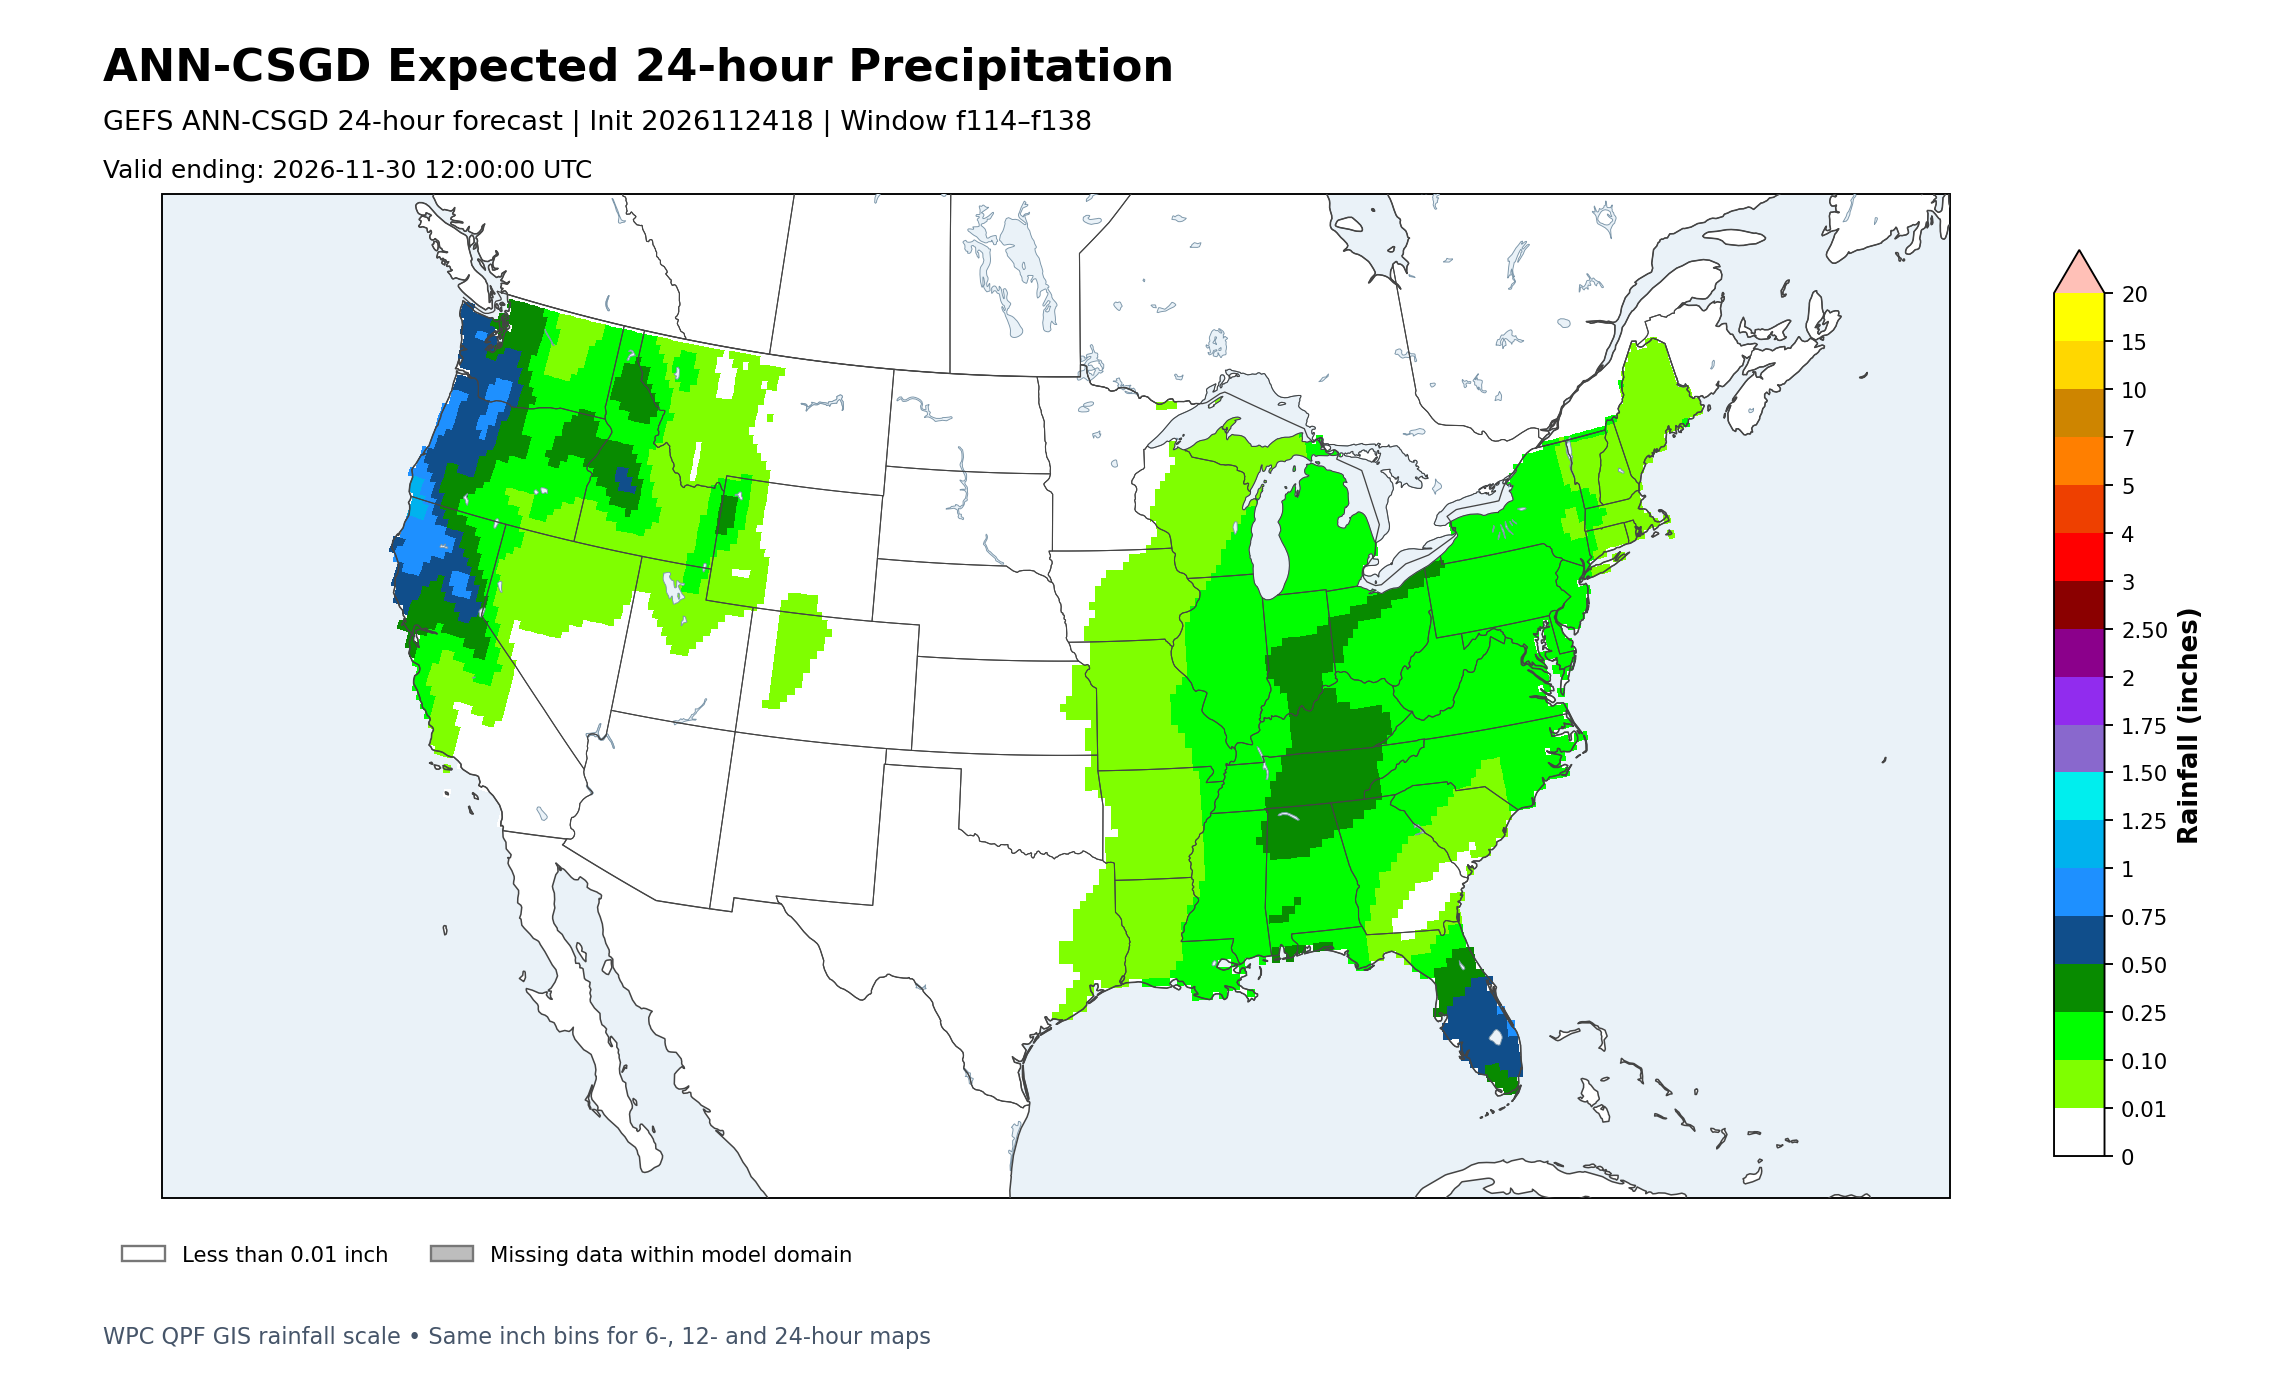 ANN-CSGD Expected 24-hour Precipitation
GEFS ANN-CSGD 24-hour forecast | Init 2026112418 | Window f114–f138
Valid ending: 2026-11-30 12:00:00 UTC
20
15
10
7
5
4
3
2.50
2
1.75
1.50
1.25
1
0.75
0.50
0.25
0.10
0.01
0
Rainfall (inches)
Less than 0.01 inch
Missing data within model domain
WPC QPF GIS rainfall scale • Same inch bins for 6-, 12- and 24-hour maps